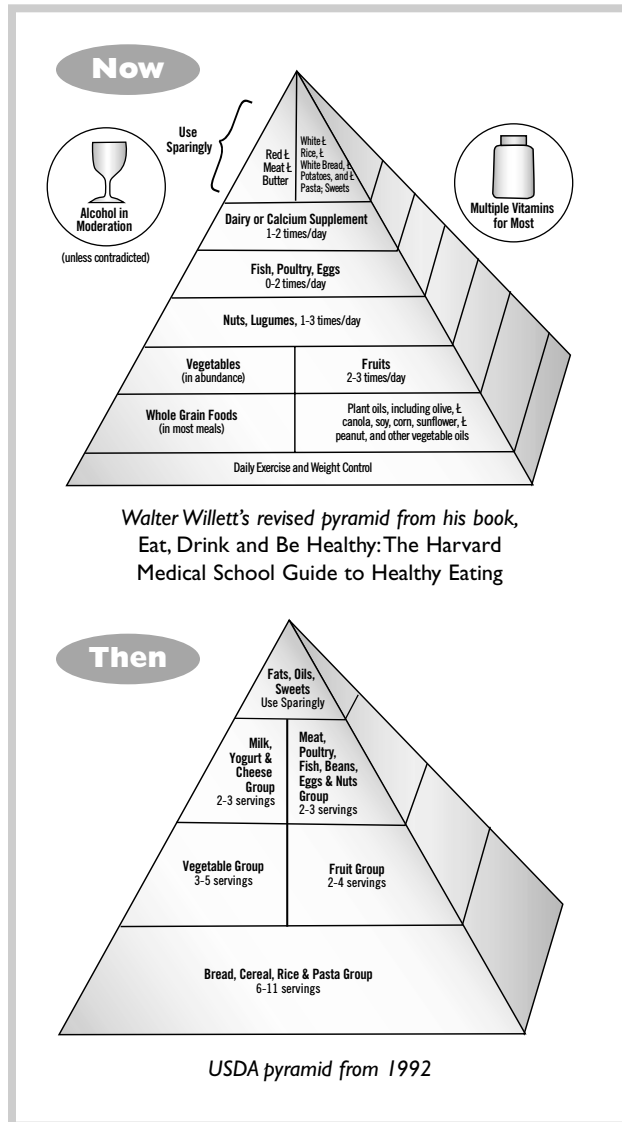 Now
Use
Sparingly
Red Ł
Meat Ł
Butter
White Ł
Rice, Ł
White Bread, Ł
Potatoes, and Ł
Pasta; Sweets
Alcohol in
Moderation
(unless contradicted)
Multiple Vitamins
for Most
Dairy or Calcium Supplement
1-2 times/day
Fish, Poultry, Eggs
0-2 times/day
Nuts, Lugumes, 1-3 times/day
Vegetables
(in abundance)
Fruits
2-3 times/day
Whole Grain Foods
(in most meals)
Plant oils, including olive, Ł
canola, soy, corn, sunflower, Ł
peanut, and other vegetable oils
Daily Exercise and Weight Control
Walter Willett's revised pyramid from his book,
Eat, Drink and Be Healthy: The Harvard
Medical School Guide to Healthy Eating
Then
Fats, Oils,
Sweets
Use Sparingly
Milk,
Yogurt &
Cheese
Group
2-3 servings
Meat,
Poultry,
Fish, Beans,
Eggs & Nuts
Group
2-3 servings
Vegetable Group
3-5 servings
Fruit Group
2-4 servings
Bread, Cereal, Rice & Pasta Group
6-11 servings
USDA pyramid from 1992